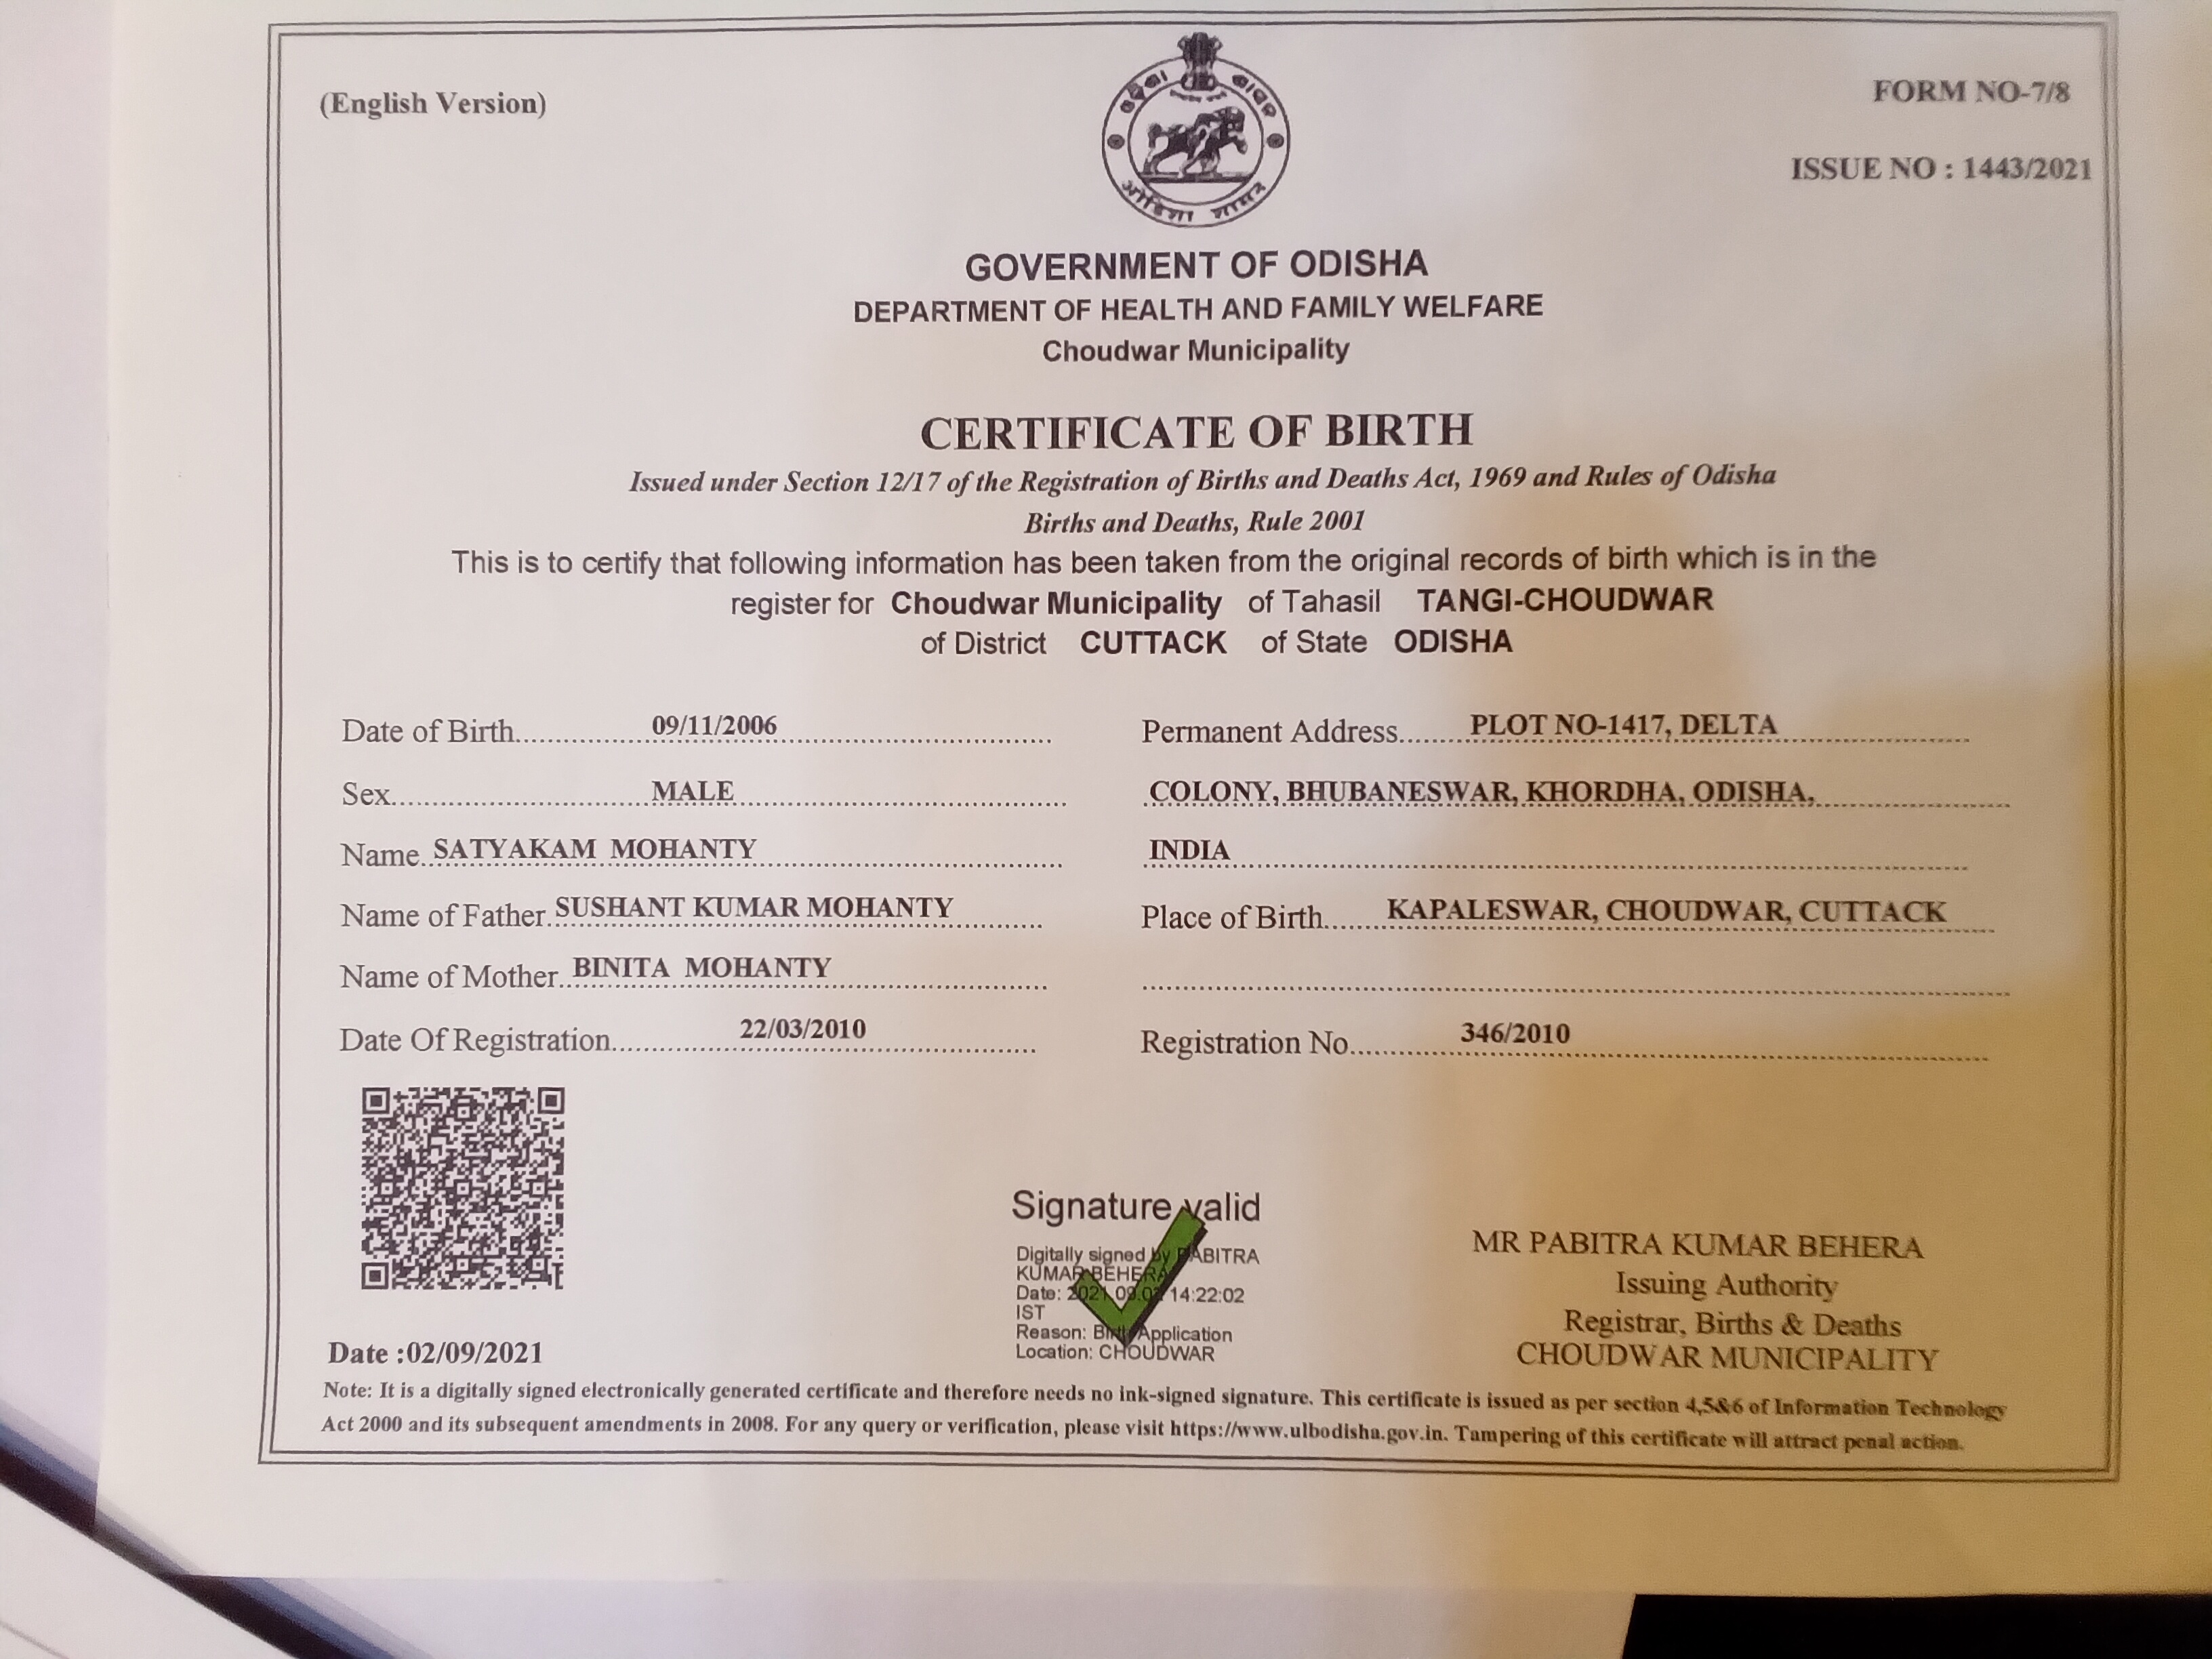 (English Version)
FORM NO-7/8
ISSUE NO : 1443/2021
ଓଡ଼ିଶା ଶାସନ
ओडिशा शासन
GOVERNMENT OF ODISHA
DEPARTMENT OF HEALTH AND FAMILY WELFARE
Choudwar Municipality
CERTIFICATE OF BIRTH
Issued under Section 12/17 of the Registration of Births and Deaths Act, 1969 and Rules of Odisha
Births and Deaths, Rule 2001
This is to certify that following information has been taken from the original records of birth which is in the
register for Choudwar Municipality of Tahasil TANGI-CHOUDWAR
of District CUTTACK of State ODISHA
Date of Birth 09/11/2006
Permanent Address PLOT NO-1417, DELTA
Sex MALE
COLONY, BHUBANESWAR, KHORDHA, ODISHA,
Name SATYAKAM MOHANTY
INDIA
Name of Father SUSHANT KUMAR MOHANTY
Place of Birth KAPALESWAR, CHOUDWAR, CUTTACK
Name of Mother BINITA MOHANTY
Date Of Registration 22/03/2010
Registration No 346/2010
Signature valid
Digitally signed by PABITRA
KUMAR BEHERA
Date: 14:22:02
IST
Reason: Birth Application
Location: CHOUDWAR
MR PABITRA KUMAR BEHERA
Issuing Authority
Registrar, Births & Deaths
CHOUDWAR MUNICIPALITY
Date :02/09/2021
Note: It is a digitally signed electronically generated certificate and therefore needs no ink-signed signature. This certificate is issued as per section 4,5&6 of Information Technology
Act 2000 and its subsequent amendments in 2008. For any query or verification, please visit https://www.ulbodisha.gov.in. Tampering of this certificate will attract penal action.